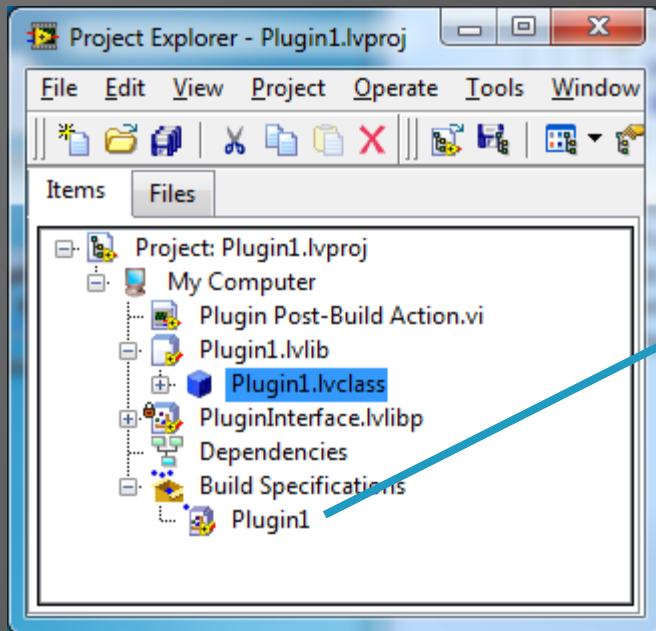 Project Explorer - Plugin1.lvproj
File Edit View Project Operate Tools Window
Items Files
Project: Plugin1.lvproj
My Computer
Plugin Post-Build Action.vi
Plugin1.lvlib
Plugin1.lvclass
PluginInterface.lvlibp
Dependencies
Build Specifications
Plugin1